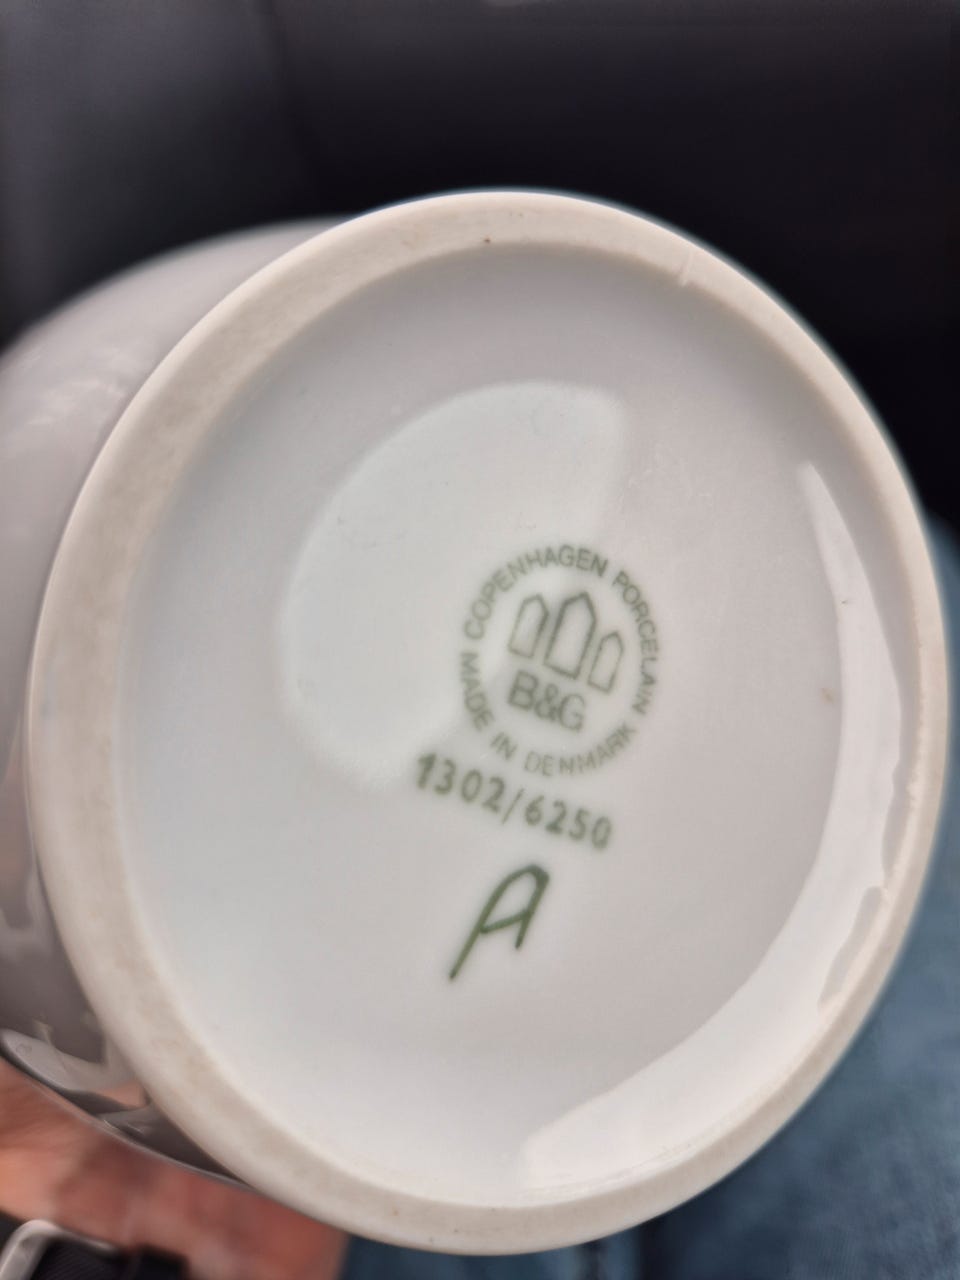 COPENHAGEN PORCELAIN
B&G
MADE IN DENMARK
1302/6250
A